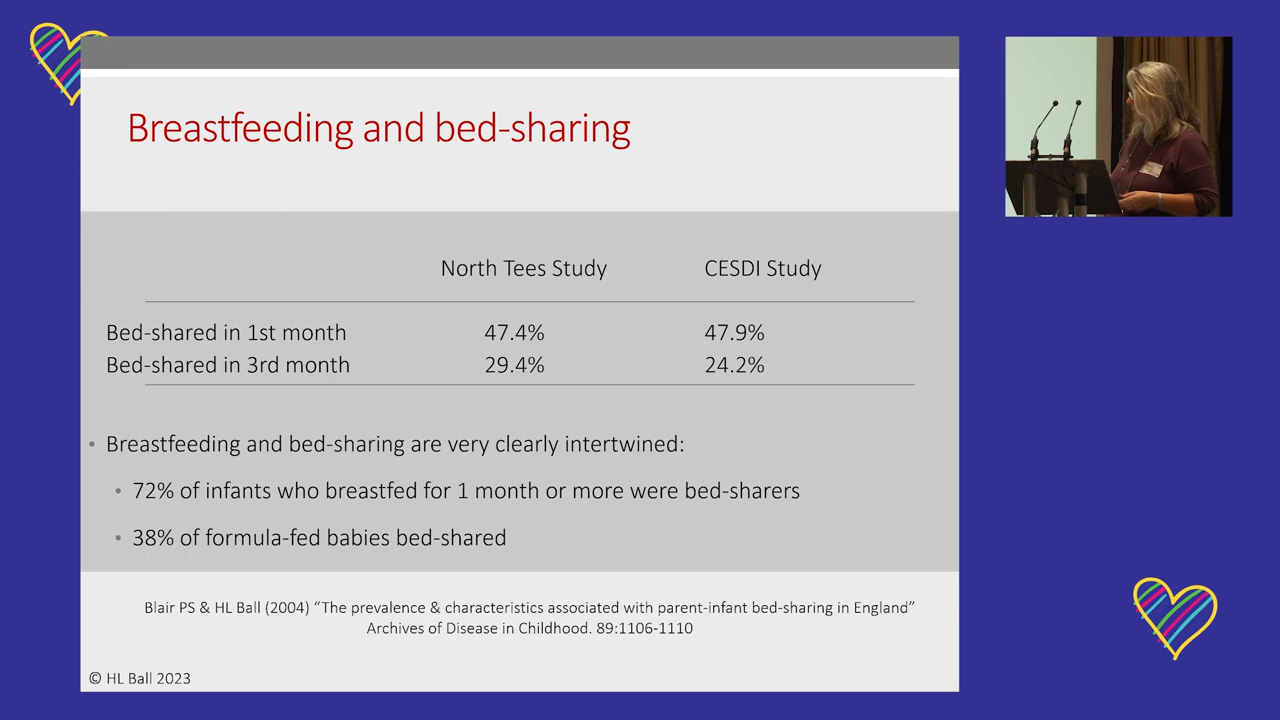 Breastfeeding and bed-sharing
North Tees Study CESDI Study
Bed-shared in 1st month 47.4% 47.9%
Bed-shared in 3rd month 29.4% 24.2%
• Breastfeeding and bed-sharing are very clearly intertwined:
• 72% of infants who breastfed for 1 month or more were bed-sharers
• 38% of formula-fed babies bed-shared
Blair PS & HL Ball (2004) “The prevalence & characteristics associated with parent-infant bed-sharing in England”
Archives of Disease in Childhood. 89:1106-1110
© HL Ball 2023